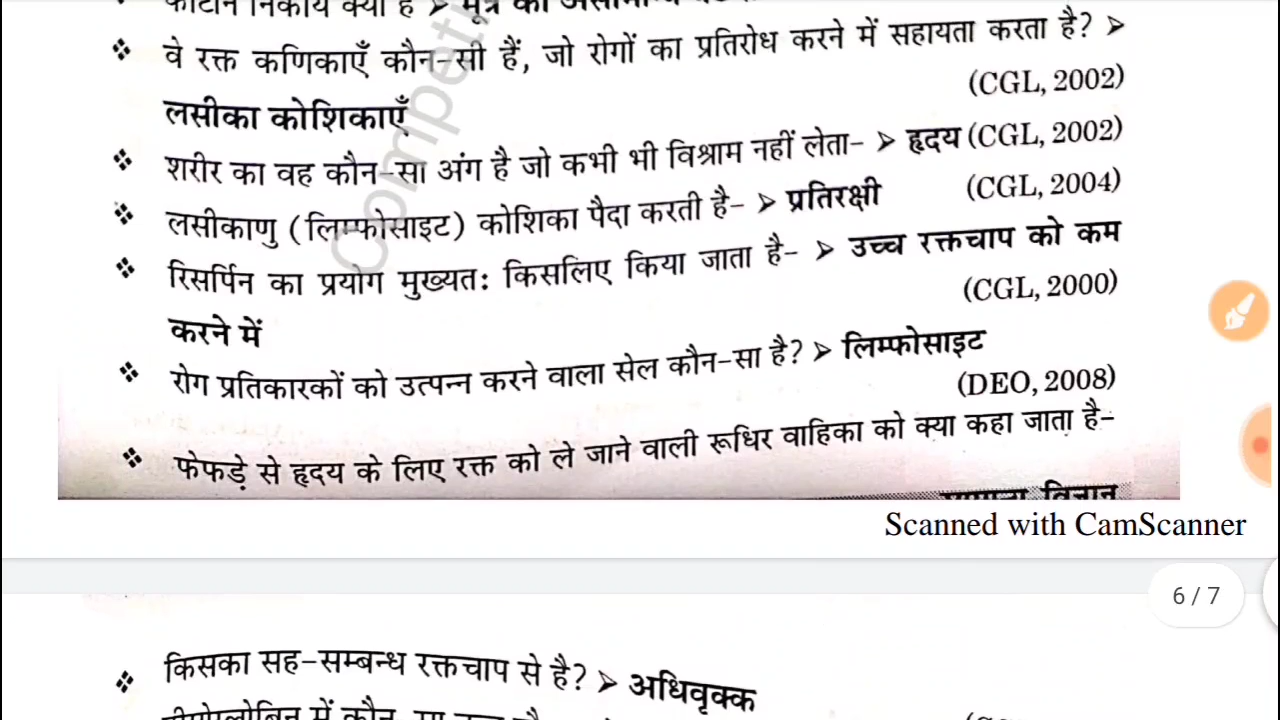 निकाय क्या है ➤ मूत्र का
❖ वे रक्त कणिकाएँ कौन-सी हैं, जो रोगों का प्रतिरोध करने में सहायता करता है? ➤
लसीका कोशिकाएँ (CGL, 2002)
❖ शरीर का वह कौन-सा अंग है जो कभी भी विश्राम नहीं लेता- ➤ हृदय (CGL, 2002)
❖ लसीकाणु (लिम्फोसाइट) कोशिका पैदा करती है- ➤ प्रतिरक्षी (CGL, 2004)
❖ रिसर्पिन का प्रयोग मुख्यतः किसलिए किया जाता है- ➤ उच्च रक्तचाप को कम
करने में (CGL, 2000)
❖ रोग प्रतिकारकों को उत्पन्न करने वाला सेल कौन-सा है? ➤ लिम्फोसाइट
(DEO, 2008)
❖ फेफड़े से हृदय के लिए रक्त को ले जाने वाली रूधिर वाहिका को क्या कहा जाता है-
विज्ञान
Scanned with CamScanner
6 / 7
❖ किसका सह-सम्बन्ध रक्तचाप से है? ➤ अधिवृक्क
में
Competi